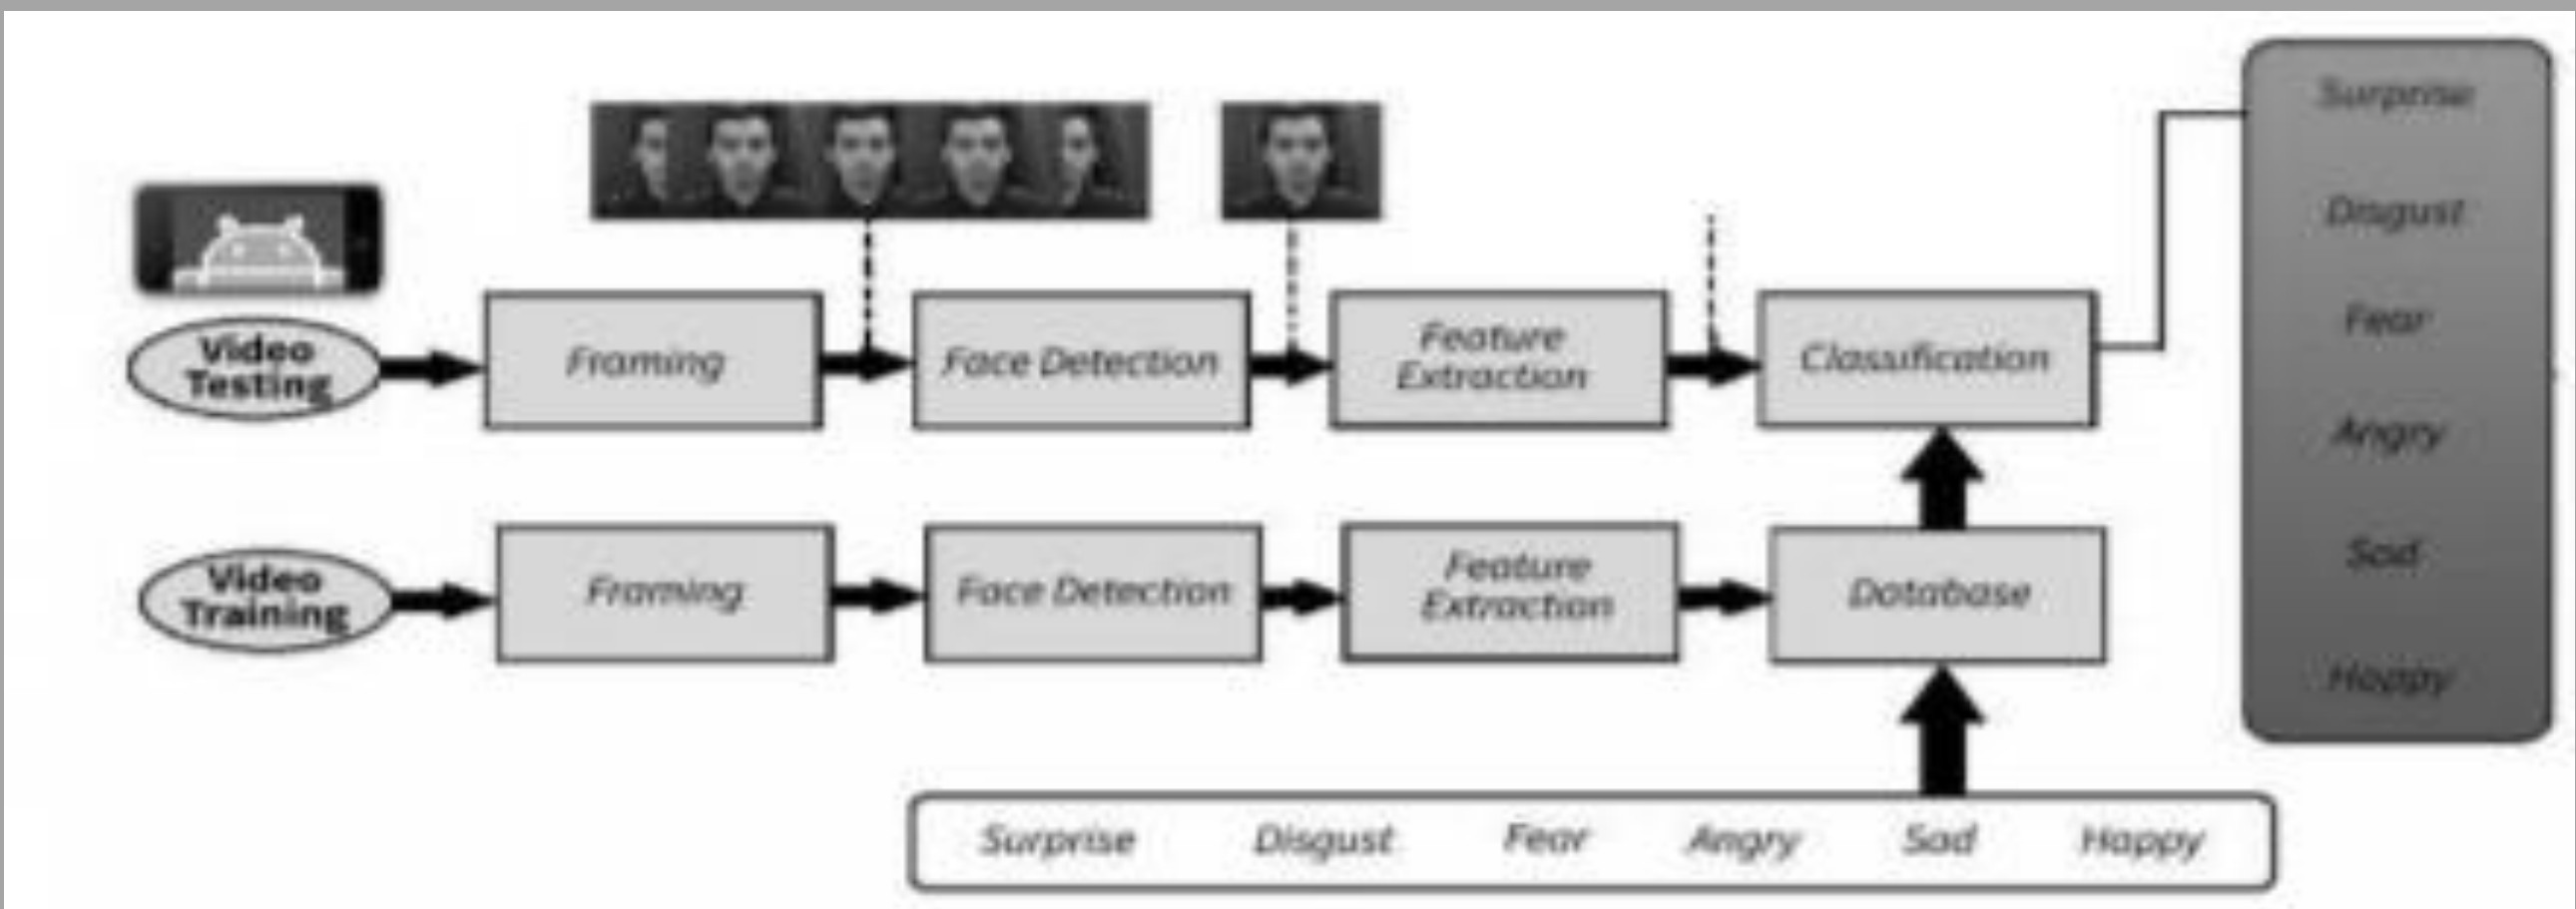 Video
Testing
Framing
Face Detection
Feature
Extraction
Classification
Surprise
Disgust
Fear
Angry
Sad
Happy
Video
Training
Framing
Face Detection
Feature
Extraction
Database
Surprise Disgust Fear Angry Sad Happy